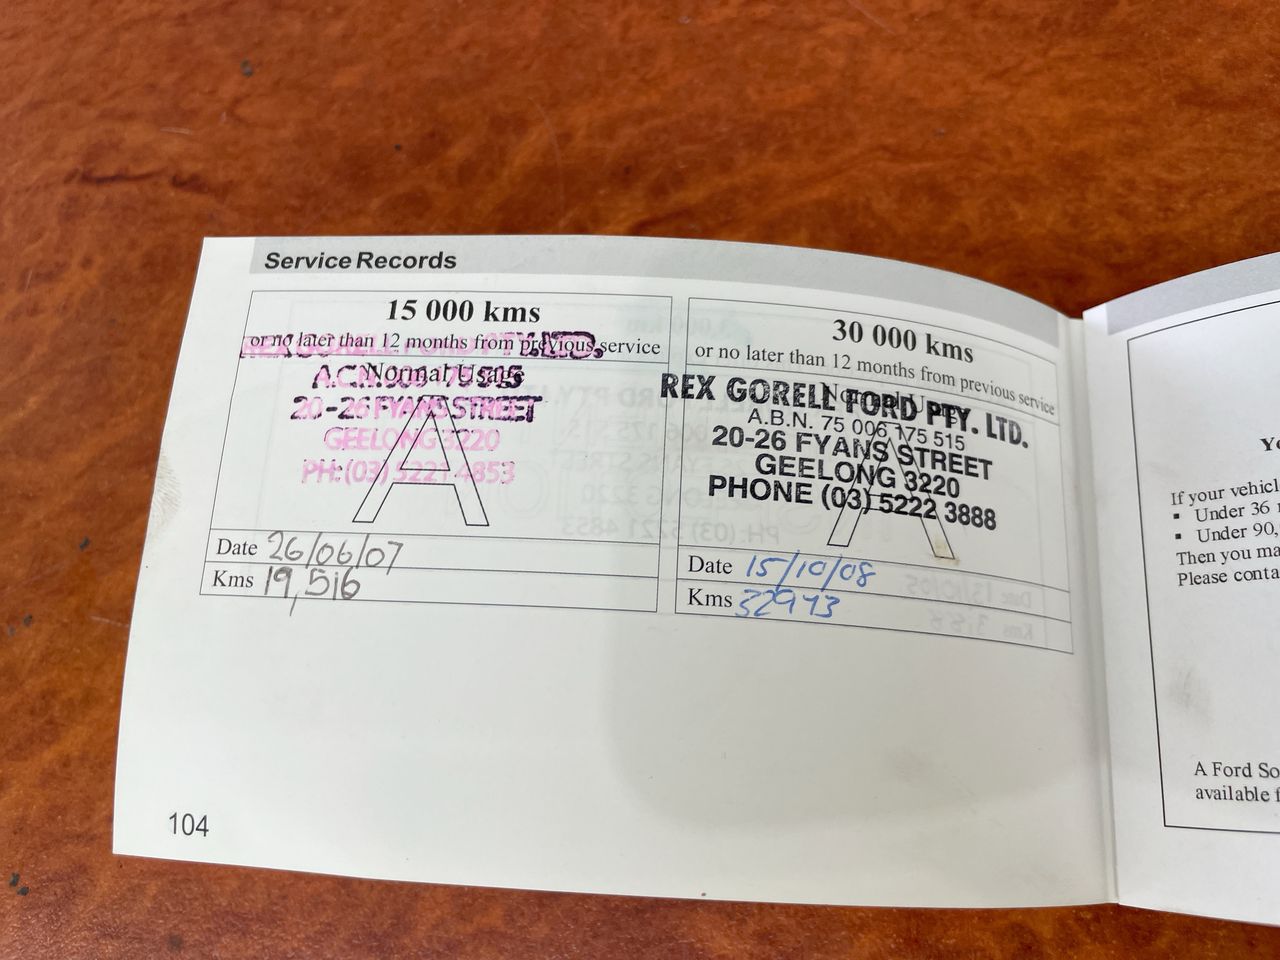 Service Records
15 000 kms
or no later than 12 months from previous service
REX GORELL FORD PTY. LTD.
Normal Usage
A.C.N. 006 175 515
20-26 FYANS STREET
GEELONG 3220
PH: (03) 5221 4853
A
Date 26/06/07
Kms 19,516
30 000 kms
or no later than 12 months from previous service
REX GORELL FORD PTY. LTD.
A.B.N. 75 006 175 515
20-26 FYANS STREET
GEELONG 3220
PHONE (03) 5222 3888
A
Date 15/10/08
Kms 32943
104
If your vehicl
▪ Under 36
▪ Under 90,
Then you ma
Please conta
A Ford So
available f